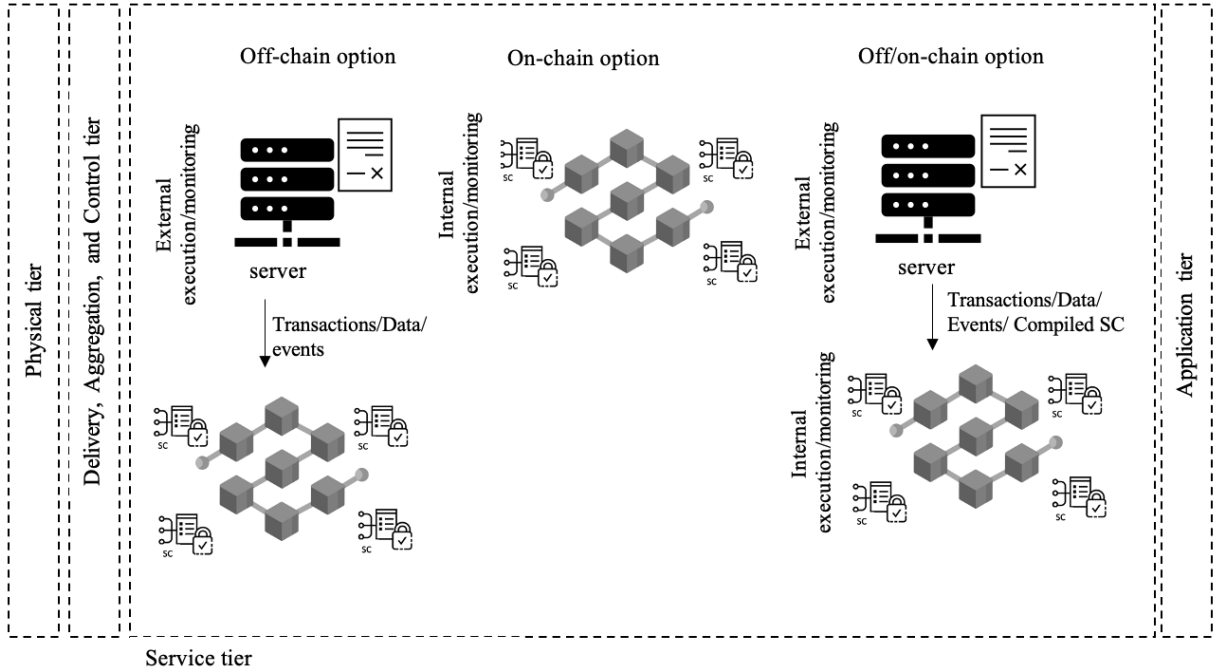 Physical tier
Delivery, Aggregation, and Control tier
Off-chain option
External
execution/monitoring
server
Transactions/Data/
events
SC
SC
SC
SC
On-chain option
Internal
execution/monitoring
SC
SC
SC
SC
Off/on-chain option
External
execution/monitoring
server
Transactions/Data/
Events/ Compiled SC
Internal
execution/monitoring
SC
SC
SC
SC
Application tier
Service tier